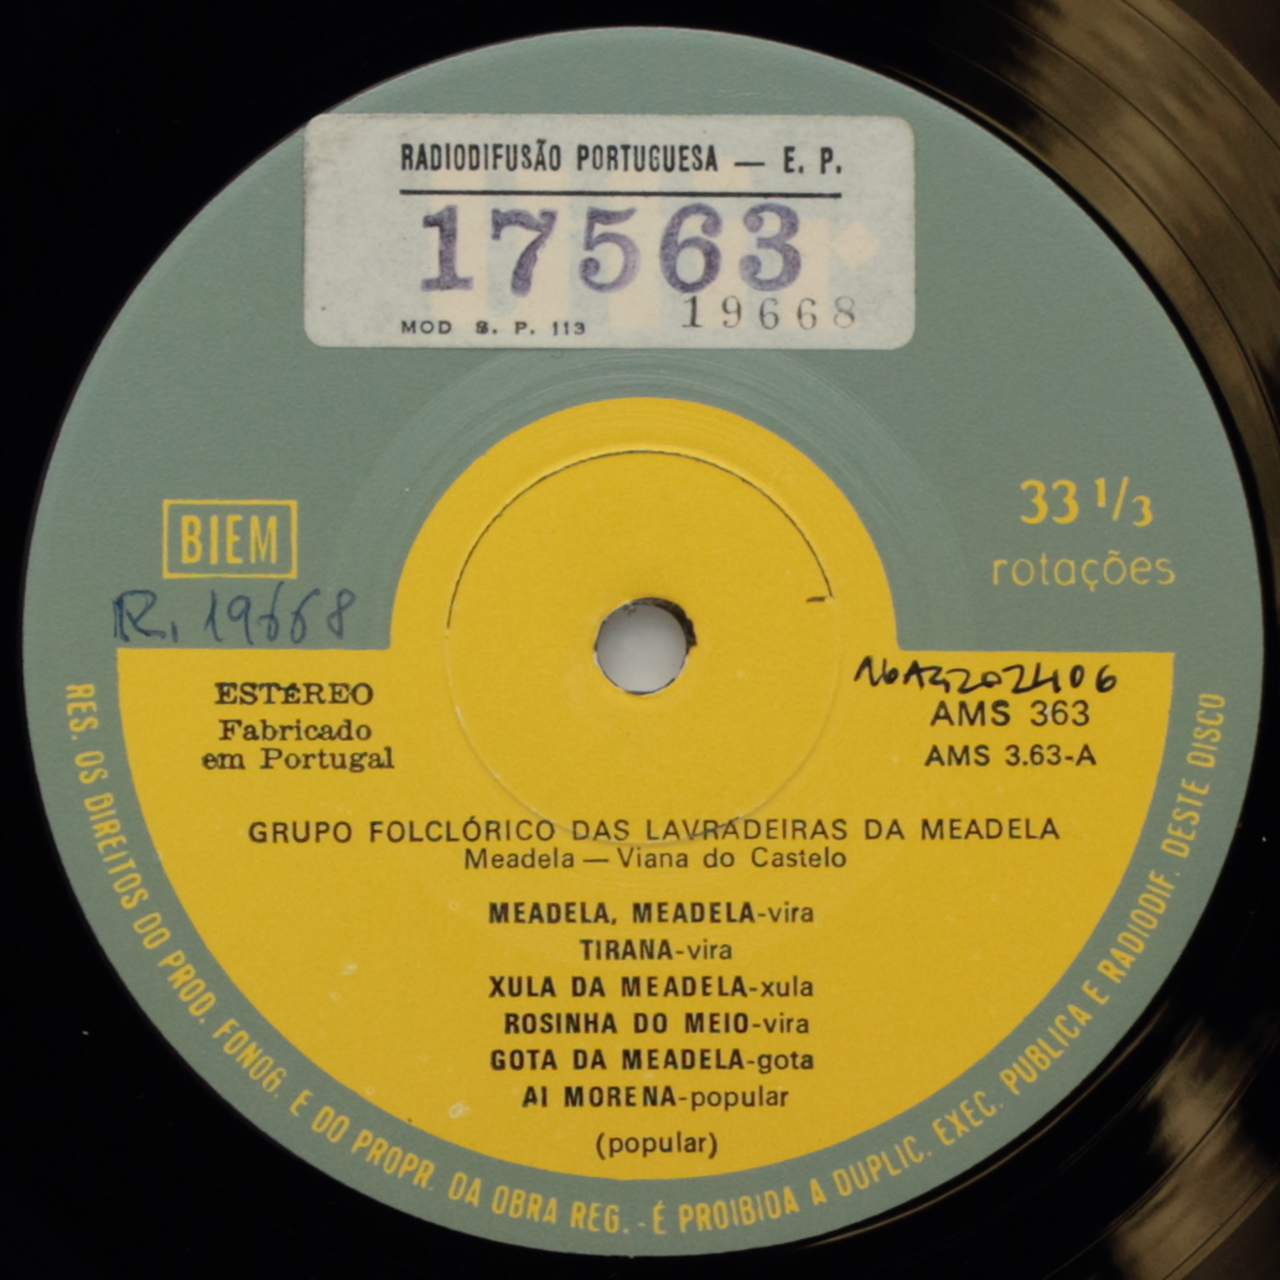 RADIODIFUSÃO PORTUGUESA — E. P.
17563
19668
MOD S. P. 113
BIEM
33 1/3
rotações
R. 19668
ESTÉREO
Fabricado
em Portugal
AMS 363
AMS 3.63-A
GRUPO FOLCLÓRICO DAS LAVRADEIRAS DA MEADELA
Meadela — Viana do Castelo
MEADELA, MEADELA-vira
TIRANA-vira
XULA DA MEADELA-xula
ROSINHA DO MEIO-vira
GOTA DA MEADELA-gota
AI MORENA-popular
(popular)
RES. OS DIREITOS DO PROD. FONOG. E DO PROPR. DA OBRA REG. - É PROIBIDA A DUPLIC. EXEC. PUBLICA E RADIODIF. DESTE DISCO